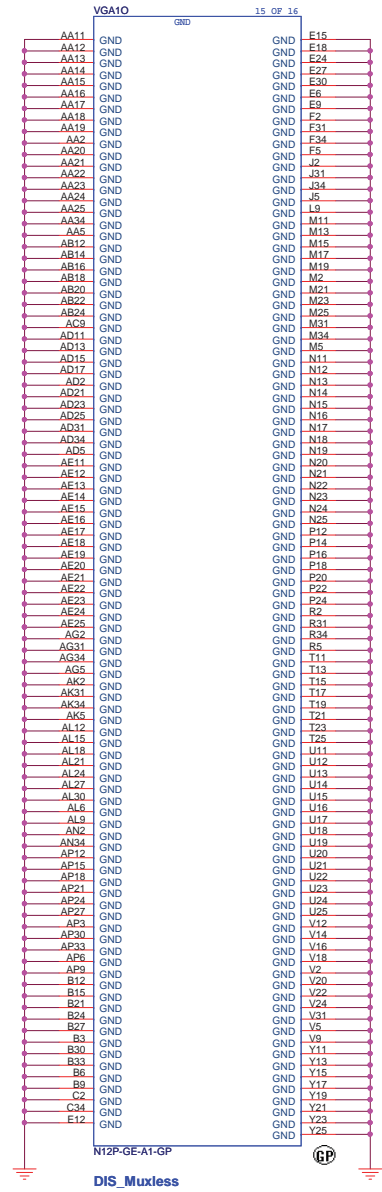 VGA1O 15 OF 16
GND
AA11 GND GND E15
AA12 GND GND E18
AA13 GND GND E24
AA14 GND GND E27
AA15 GND GND E30
AA16 GND GND E6
AA17 GND GND E9
AA18 GND GND F2
AA19 GND GND F31
AA2 GND GND F34
AA20 GND GND F5
AA21 GND GND J2
AA22 GND GND J31
AA23 GND GND J34
AA24 GND GND J5
AA25 GND GND L9
AA34 GND GND M11
AA5 GND GND M13
AB12 GND GND M15
AB14 GND GND M17
AB16 GND GND M19
AB18 GND GND M2
AB20 GND GND M21
AB22 GND GND M23
AB24 GND GND M25
AC9 GND GND M31
AD11 GND GND M34
AD13 GND GND M5
AD15 GND GND N11
AD17 GND GND N12
AD2 GND GND N13
AD21 GND GND N14
AD23 GND GND N15
AD25 GND GND N16
AD31 GND GND N17
AD34 GND GND N18
AD5 GND GND N19
AE11 GND GND N20
AE12 GND GND N21
AE13 GND GND N22
AE14 GND GND N23
AE15 GND GND N24
AE16 GND GND N25
AE17 GND GND P12
AE18 GND GND P14
AE19 GND GND P16
AE20 GND GND P18
AE21 GND GND P20
AE22 GND GND P22
AE23 GND GND P24
AE24 GND GND R2
AE25 GND GND R31
AG2 GND GND R34
AG31 GND GND R5
AG34 GND GND T11
AG5 GND GND T13
AK2 GND GND T15
AK31 GND GND T17
AK34 GND GND T19
AK5 GND GND T21
AL12 GND GND T23
AL15 GND GND T25
AL18 GND GND U11
AL21 GND GND U12
AL24 GND GND U13
AL27 GND GND U14
AL30 GND GND U15
AL6 GND GND U16
AL9 GND GND U17
AN2 GND GND U18
AN34 GND GND U19
AP12 GND GND U20
AP15 GND GND U21
AP18 GND GND U22
AP21 GND GND U23
AP24 GND GND U24
AP27 GND GND U25
AP3 GND GND V12
AP30 GND GND V14
AP33 GND GND V16
AP6 GND GND V18
AP9 GND GND V2
B12 GND GND V20
B15 GND GND V22
B21 GND GND V24
B24 GND GND V31
B27 GND GND V5
B3 GND GND V9
B30 GND GND Y11
B33 GND GND Y13
B6 GND GND Y15
B9 GND GND Y17
C2 GND GND Y19
C34 GND GND Y21
E12 GND GND Y23
GND Y25
N12P-GE-A1-GP
GP
DIS_Muxless